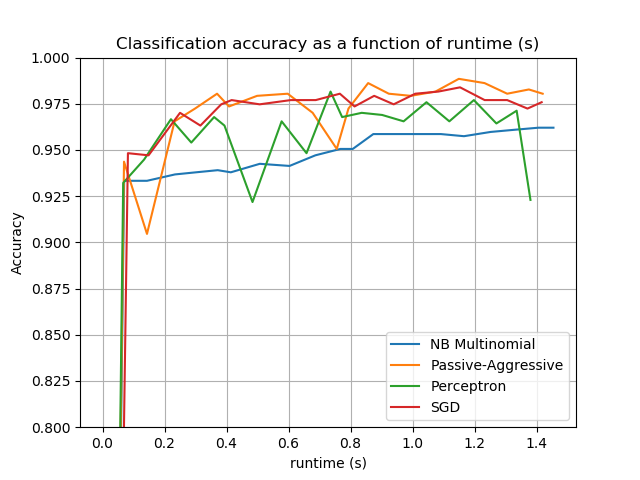 Classification accuracy as a function of runtime (s)
1.000
0.975
0.950
0.925
0.900
0.875
0.850
0.825
0.800
Accuracy
NB Multinomial
Passive-Aggressive
Perceptron
SGD
0.0 0.2 0.4 0.6 0.8 1.0 1.2 1.4
runtime (s)